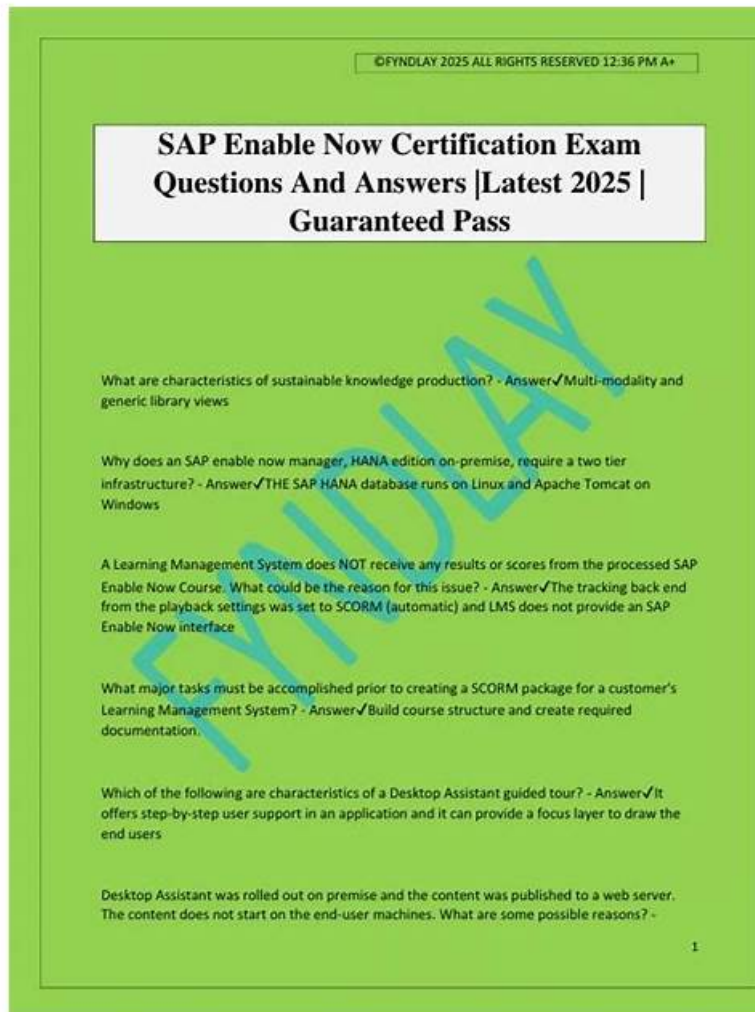 ©FYNDLAY 2025 ALL RIGHTS RESERVED 12:36 PM A+
SAP Enable Now Certification Exam
Questions And Answers |Latest 2025 |
Guaranteed Pass
What are characteristics of sustainable knowledge production? - Answer✓Multi-modality and
generic library views
Why does an SAP enable now manager, HANA edition on-premise, require a two tier
infrastructure? - Answer✓THE SAP HANA database runs on Linux and Apache Tomcat on
Windows
A Learning Management System does NOT receive any results or scores from the processed SAP
Enable Now Course. What could be the reason for this issue? - Answer✓The tracking back end
from the playback settings was set to SCORM (automatic) and LMS does not provide an SAP
Enable Now interface
What major tasks must be accomplished prior to creating a SCORM package for a customer's
Learning Management System? - Answer✓Build course structure and create required
documentation.
Which of the following are characteristics of a Desktop Assistant guided tour? - Answer✓It
offers step-by-step user support in an application and it can provide a focus layer to draw the
end users
Desktop Assistant was rolled out on premise and the content was published to a web server.
The content does not start on the end-user machines. What are some possible reasons? -
1
FYNDLAY